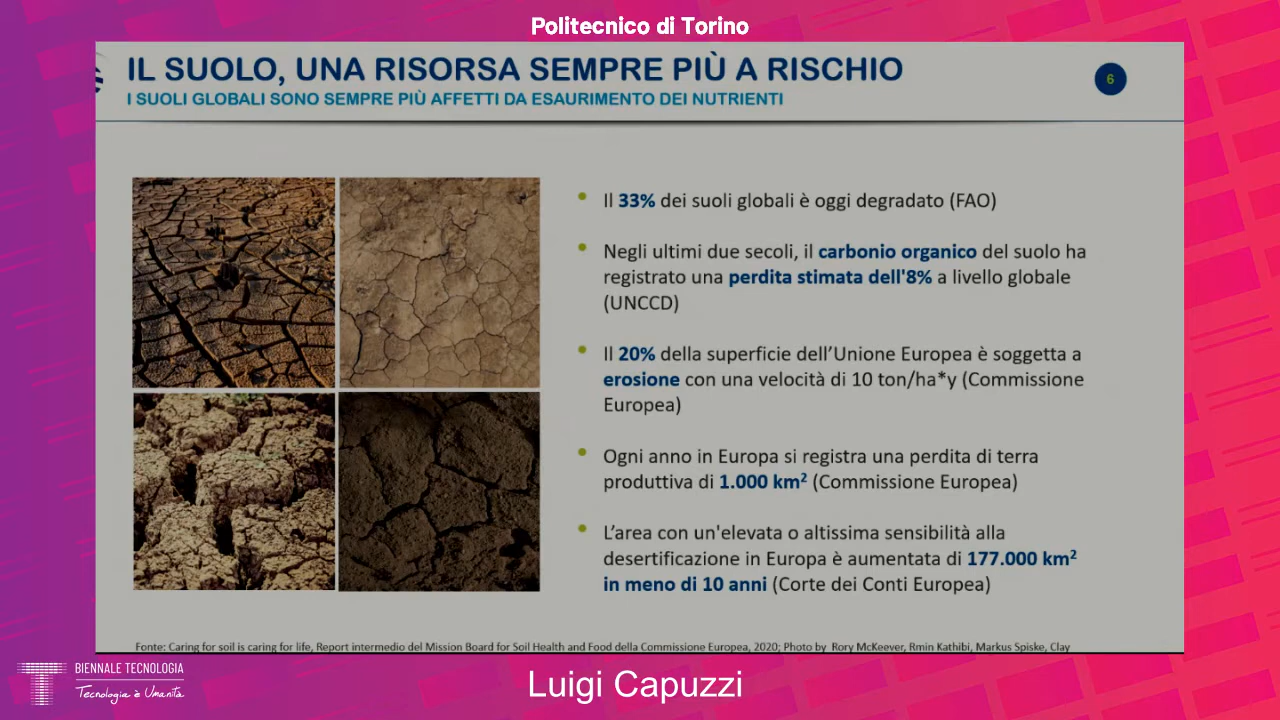 Politecnico di Torino
IL SUOLO, UNA RISORSA SEMPRE PIÙ A RISCHIO
I SUOLI GLOBALI SONO SEMPRE PIÙ AFFETTI DA ESAURIMENTO DEI NUTRIENTI
6
Il 33% dei suoli globali è oggi degradato (FAO)
Negli ultimi due secoli, il carbonio organico del suolo ha
registrato una perdita stimata dell'8% a livello globale
(UNCCD)
Il 20% della superficie dell’Unione Europea è soggetta a
erosione con una velocità di 10 ton/ha*y (Commissione
Europea)
Ogni anno in Europa si registra una perdita di terra
produttiva di 1.000 km² (Commissione Europea)
L’area con un'elevata o altissima sensibilità alla
desertificazione in Europa è aumentata di 177.000 km²
in meno di 10 anni (Corte dei Conti Europea)
Fonte: Caring for soil is caring for life, Report intermedio del Mission Board for Soil Health and Food della Commissione Europea, 2020; Photo by Rory McKeever, Rmin Kathibi, Markus Spiske, Clay
BIENNALE TECNOLOGIA
Tecnologia è Umanità
Luigi Capuzzi